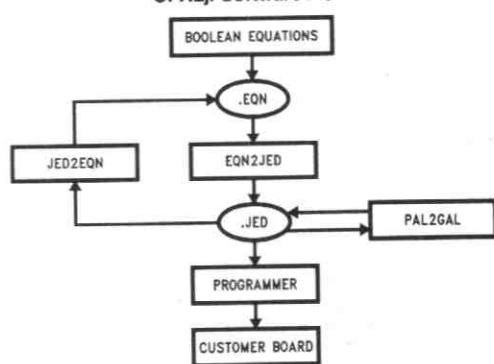 BOOLEAN EQUATIONS
.EQN
JED2EQN
EQN2JED
.JED
PAL2GAL
PROGRAMMER
CUSTOMER BOARD